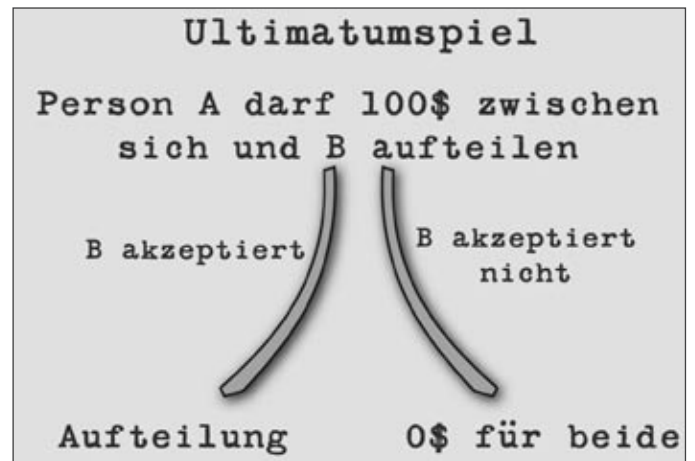 Ultimatumspiel
Person A darf 100$ zwischen
sich und B aufteilen
B akzeptiert
B akzeptiert
nicht
Aufteilung
0$ für beide